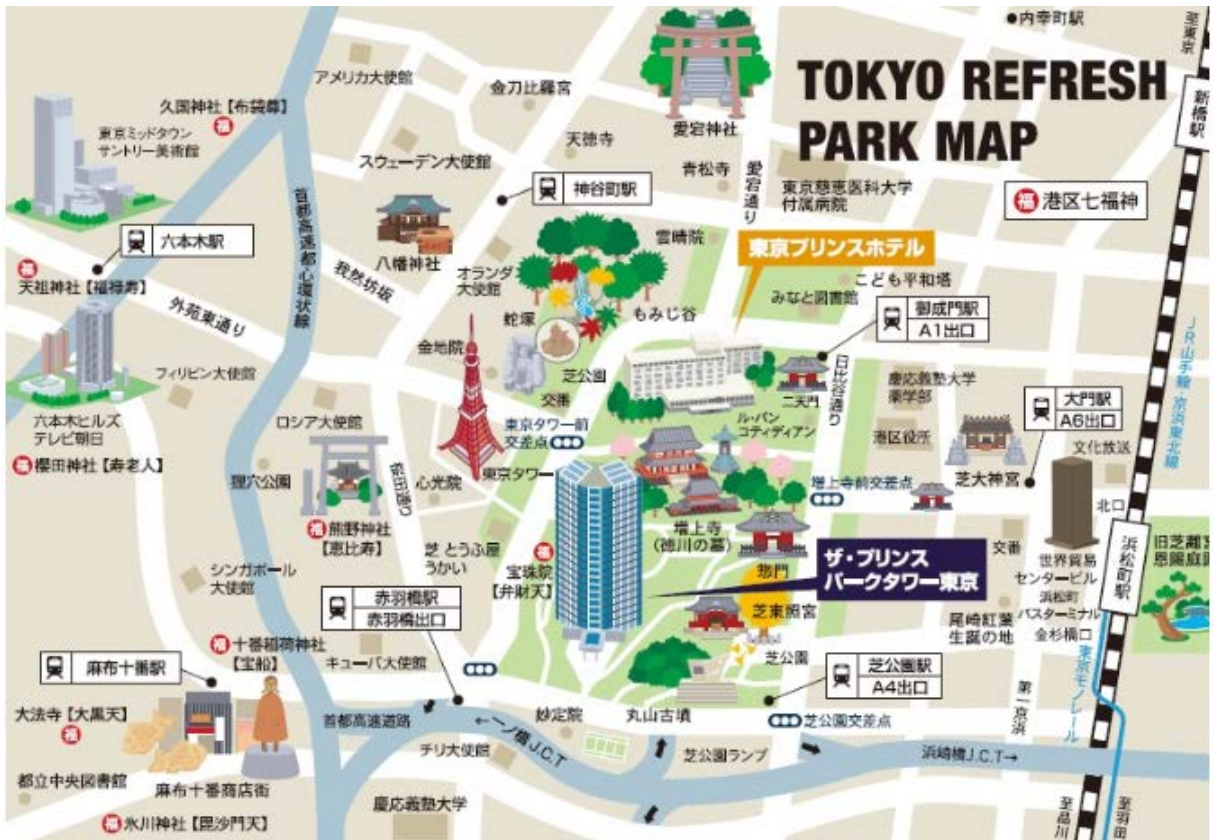 ●内幸町駅
至東京
TOKYO REFRESH
PARK MAP
新橋駅
アメリカ大使館
金刀比羅宮
久国神社【布袋尊】
福
東京ミッドタウン
サントリー美術館
愛宕神社
天徳寺
スウェーデン大使館
青松寺
愛宕通り
東京慈恵医科大学
付属病院
神谷町駅
福 港区七福神
首都高速都心環状線
六本木駅
八幡神社
雲晴院
東京プリンスホテル
福
天祖神社【福禄寿】
我然坊坂
オランダ
大使館
こども平和塔
みなと図書館
外苑東通り
蛇塚
もみじ谷
御成門駅
A1出口
金地院
JR山手線 京浜東北線
フィリピン大使館
芝公園
二天門
日比谷通り
慶応義塾大学
薬学部
大門駅
A6出口
六本木ヒルズ
テレビ朝日
交番
ロシア大使館
東京タワー前
交差点
ル・パン
コティディアン
港区役所
文化放送
福 櫻田神社【寿老人】
狸穴公園
桜田通り
心光院
東京タワー
増上寺前交差点
芝大神宮
北口
福 熊野神社
【恵比寿】
芝 とうふ屋
うかい
福
宝珠院
【弁財天】
増上寺
(徳川の墓)
惣門
ザ・プリンス
パークタワー東京
交番
世界貿易
センタービル
浜松町
バスターミナル
浜松町駅
旧芝離宮
恩賜庭園
シンガポール
大使館
赤羽橋駅
赤羽橋出口
芝東照宮
尾崎紅葉
生誕の地
金杉橋口
福 十番稲荷神社
【宝船】
キューバ大使館
芝公園
芝公園駅
A4出口
東京モノレール
麻布十番駅
第一京浜
大法寺【大黒天】
福
首都高速道路
←一ノ橋J.C.T
妙定院
丸山古墳
芝公園交差点
チリ大使館
芝公園ランプ
浜崎橋J.C.T→
都立中央図書館
麻布十番商店街
慶応義塾大学
福 氷川神社【毘沙門天】
至品川
至羽田